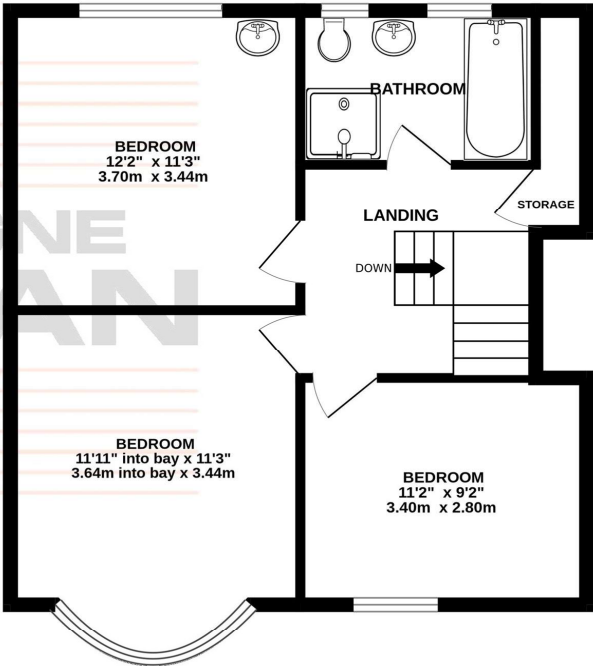 BATHROOM
BEDROOM
12'2" x 11'3"
3.70m x 3.44m
STORAGE
LANDING
DOWN
BEDROOM
11'11" into bay x 11'3"
3.64m into bay x 3.44m
BEDROOM
11'2" x 9'2"
3.40m x 2.80m